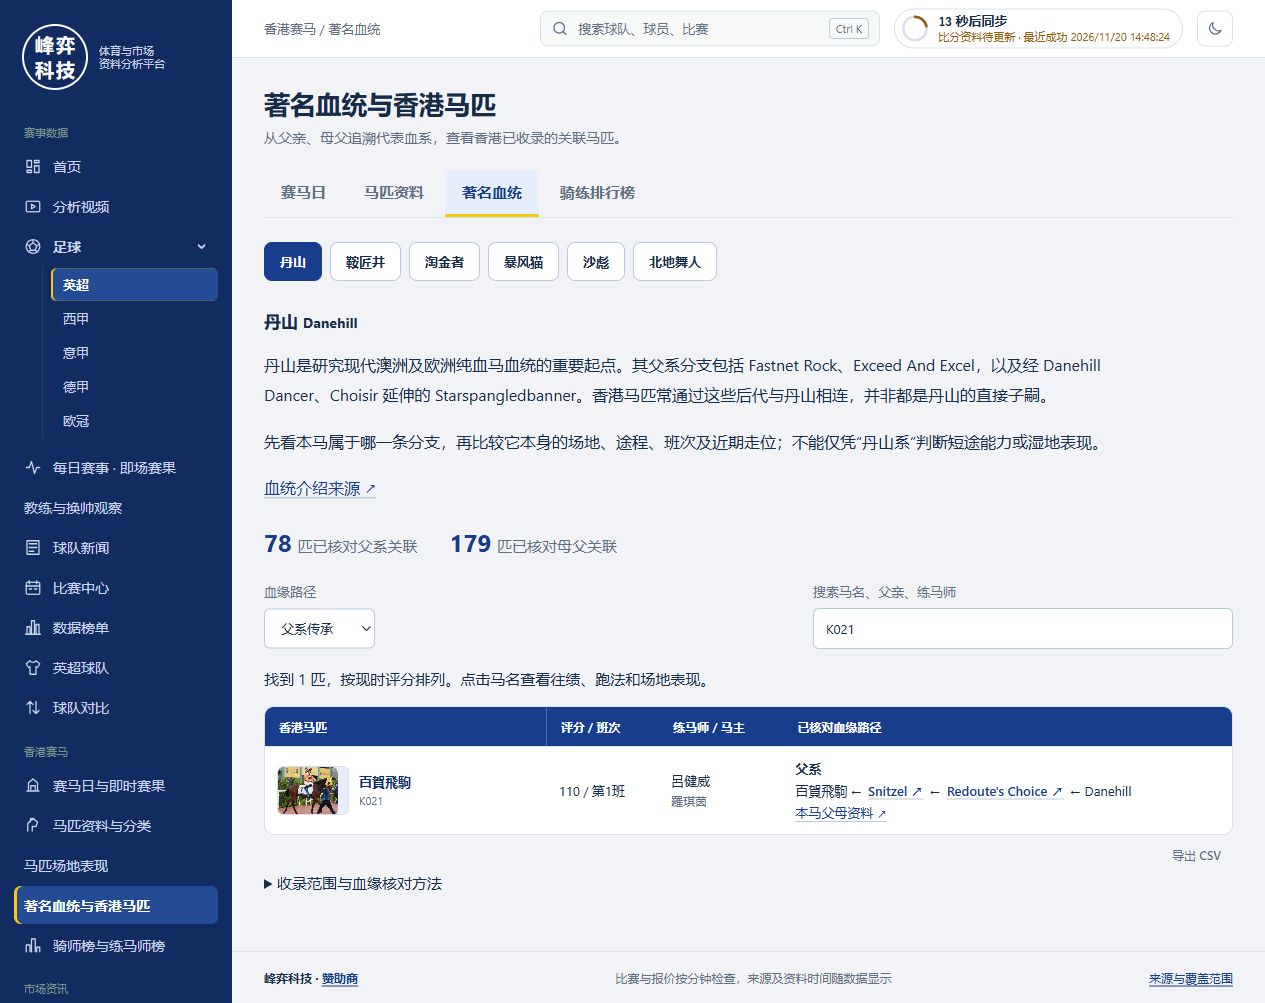 峰弈
科技
体育与市场
资料分析平台
赛事数据
首页
分析视频
足球
英超
西甲
意甲
德甲
欧冠
每日赛事 · 即场赛果
教练与换帅观察
球队新闻
比赛中心
数据榜单
英超球队
球队对比
香港赛马
赛马日与即时赛果
马匹资料与分类
马匹场地表现
著名血统与香港马匹
骑师榜与练马师榜
市场资讯
香港赛马 / 著名血统
搜索球队、球员、比赛
Ctrl K
13 秒后同步
比分资料待更新 · 最近成功 2026/11/20 14:48:24
著名血统与香港马匹
从父亲、母父追溯代表血系，查看香港已收录的关联马匹。
赛马日 马匹资料 著名血统 骑练排行榜
丹山 鞍匠井 淘金者 暴风猫 沙彪 北地舞人
丹山 Danehill
丹山是研究现代澳洲及欧洲纯血马血统的重要起点。其父系分支包括 Fastnet Rock、Exceed And Excel，以及经 Danehill
Dancer、Choisir 延伸的 Starspangledbanner。香港马匹常通过这些后代与丹山相连，并非都是丹山的直接子嗣。
先看本马属于哪一条分支，再比较它本身的场地、途程、班次及近期走位；不能仅凭“丹山系”判断短途能力或湿地表现。
血统介绍来源 ↗
78 匹已核对父系关联 179 匹已核对母父关联
血缘路径
父系传承
搜索马名、父亲、练马师
K021
找到 1 匹，按现时评分排列。点击马名查看往绩、跑法和场地表现。
香港马匹 评分 / 班次 练马师 / 马主 已核对血缘路径
百賀飛駒
K021
110 / 第1班
呂健威
羅琪茵
父系
百賀飛駒 ← Snitzel ↗ ← Redoute's Choice ↗ ← Danehill
本马父母资料 ↗
导出 CSV
▶ 收录范围与血缘核对方法
峰弈科技 · 赞助商
比赛与报价按分钟检查，来源及资料时间随数据显示
来源与覆盖范围